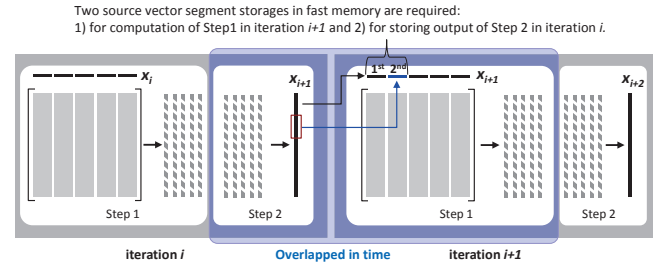 Two source vector segment storages in fast memory are required:
1) for computation of Step1 in iteration i+1 and 2) for storing output of Step 2 in iteration i.
1st 2nd
xi xi+1 xi+1 xi+2
Step 1 Step 2 Step 1 Step 2
iteration i Overlapped in time iteration i+1